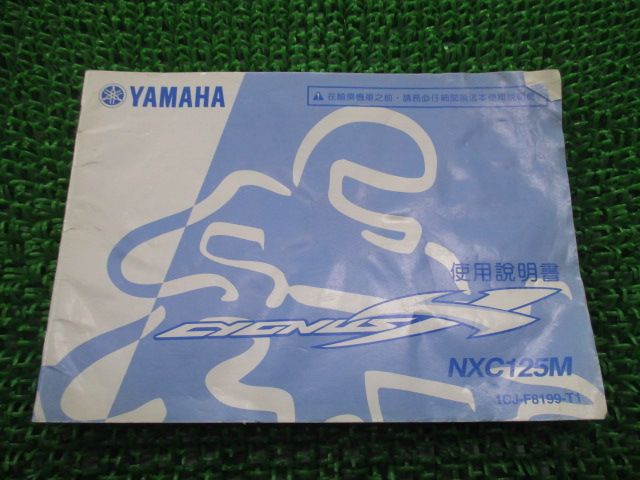 YAMAHA
⚠ 在騎乘機車之前，請務必仔細閱讀這本使用說明書
使用說明書
CYGNUS X
NXC125M
1CJ-F8199-T1